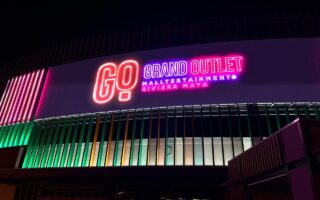 GO
GRAND OUTLET
MALLTERTAINMENT
RIVIERA MAYA